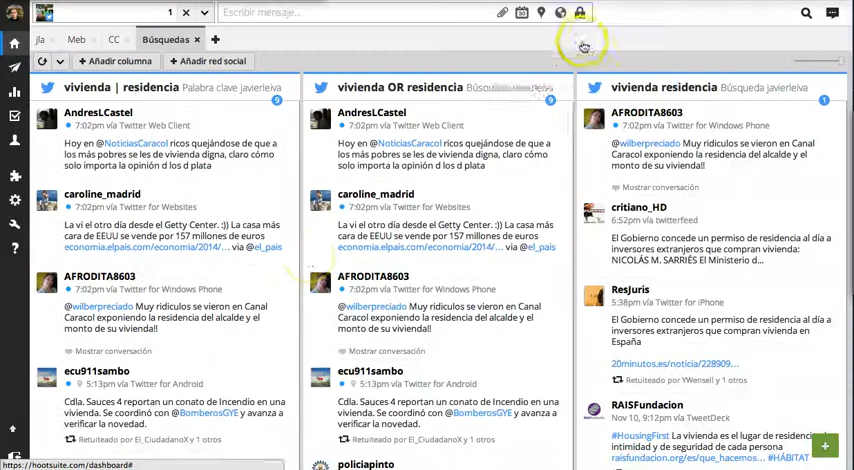 1
Escribir mensaje...
jla
Meb
CC
Búsquedas
Añadir columna
Añadir red social
vivienda | residencia Palabra clave javierleiva
9
AndresLCastel
7:02pm vía Twitter Web Client
Hoy en @NoticiasCaracol ricos quejándose de que a
los más pobres se les de vivienda digna, claro cómo
solo importa la opinión d los d plata
caroline_madrid
7:02pm vía Twitter for Websites
La vi el otro día desde el Getty Center. :)) La casa más
cara de EEUU se vende por 157 millones de euros
economia.elpais.com/economia/2014/... via @el_pais
AFRODITA8603
7:02pm vía Twitter for Windows Phone
@wilberpreciado Muy ridiculos se vieron en Canal
Caracol exponiendo la residencia del alcalde y el
monto de su vivienda!!
Mostrar conversación
ecu911sambo
5:13pm vía Twitter for Android
Cdla. Sauces 4 reportan un conato de Incendio en una
vivienda. Se coordinó con @BomberosGYE y avanza a
verificar la novedad.
Retuiteado por El_CiudadanoX y 1 otros
vivienda OR residencia
9
AndresLCastel
7:02pm vía Twitter Web Client
Hoy en @NoticiasCaracol ricos quejándose de que a
los más pobres se les de vivienda digna, claro cómo
solo importa la opinión d los d plata
caroline_madrid
7:02pm vía Twitter for Websites
La vi el otro día desde el Getty Center. :)) La casa más
cara de EEUU se vende por 157 millones de euros
economia.elpais.com/economia/2014/... via @el_pais
AFRODITA8603
7:02pm vía Twitter for Windows Phone
@wilberpreciado Muy ridiculos se vieron en Canal
Caracol exponiendo la residencia del alcalde y el
monto de su vivienda!!
Mostrar conversación
ecu911sambo
5:13pm vía Twitter for Android
Cdla. Sauces 4 reportan un conato de Incendio en una
vivienda. Se coordinó con @BomberosGYE y avanza a
verificar la novedad.
Retuiteado por El_CiudadanoX y 1 otros
policiapinto
vivienda residencia Búsqueda javierleiva
1
AFRODITA8603
7:02pm vía Twitter for Windows Phone
@wilberpreciado Muy ridiculos se vieron en Canal
Caracol exponiendo la residencia del alcalde y el
monto de su vivienda!!
Mostrar conversación
critiano_HD
6:52pm vía twitterfeed
El Gobierno concede un permiso de residencia al día a
inversores extranjeros que compran vivienda:
NICOLÁS M. SARRIÉS El Ministerio d...
ResJuris
5:38pm vía Twitter for iPhone
El Gobierno concede un permiso de residencia al día a
inversores extranjeros que compran vivienda en
España
20minutos.es/noticia/228909...
Retuiteado por YWensell y 1 otros
RAISFundacion
Nov 10, 9:12pm vía TweetDeck
#HousingFirst La vivienda es el lugar de residencia,
intimidad y de seguridad de cada persona
raisfundacion.org/es/que_hacemos... #HÁBITAT
https://hootsuite.com/dashboard#